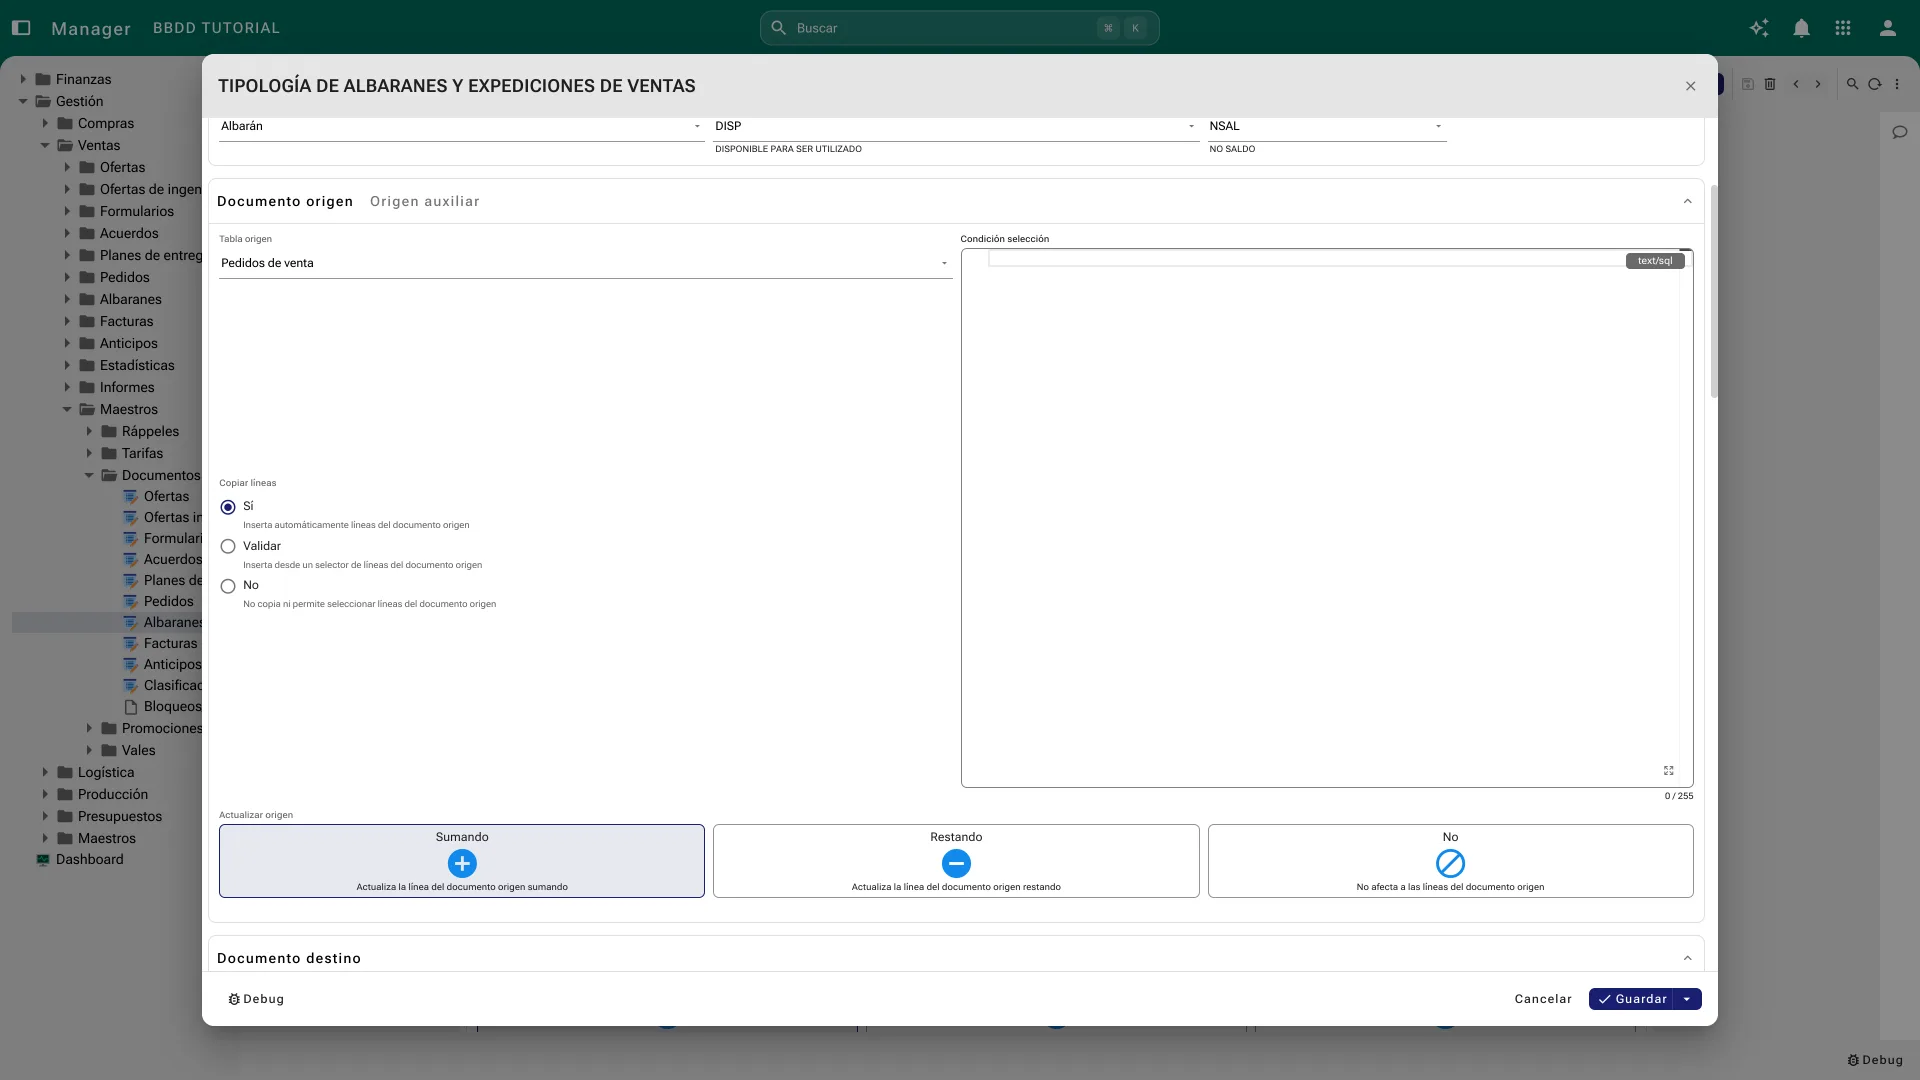 Manager BBDD TUTORIAL
Buscar ⌘ K
TIPOLOGÍA DE ALBARANES Y EXPEDICIONES DE VENTAS
Finanzas
Gestión
Compras
Ventas
Ofertas
Ofertas de ingen
Formularios
Acuerdos
Planes de entreg
Pedidos
Albaranes
Facturas
Anticipos
Estadísticas
Informes
Maestros
Ráppeles
Tarifas
Documentos
Ofertas
Ofertas in
Formulari
Acuerdos
Planes de
Pedidos
Albaranes
Facturas
Anticipos
Clasificac
Bloqueos
Promociones
Vales
Logística
Producción
Presupuestos
Maestros
Dashboard
Albarán
DISP
DISPONIBLE PARA SER UTILIZADO
NSAL
NO SALDO
Documento origen Origen auxiliar
Tabla origen
Pedidos de venta
Condición selección
text/sql
0 / 255
Copiar líneas
Sí
Inserta automáticamente líneas del documento origen
Validar
Inserta desde un selector de líneas del documento origen
No
No copia ni permite seleccionar líneas del documento origen
Actualizar origen
Sumando
Actualiza la línea del documento origen sumando
Restando
Actualiza la línea del documento origen restando
No
No afecta a las líneas del documento origen
Documento destino
Debug
Cancelar
Guardar
Debug